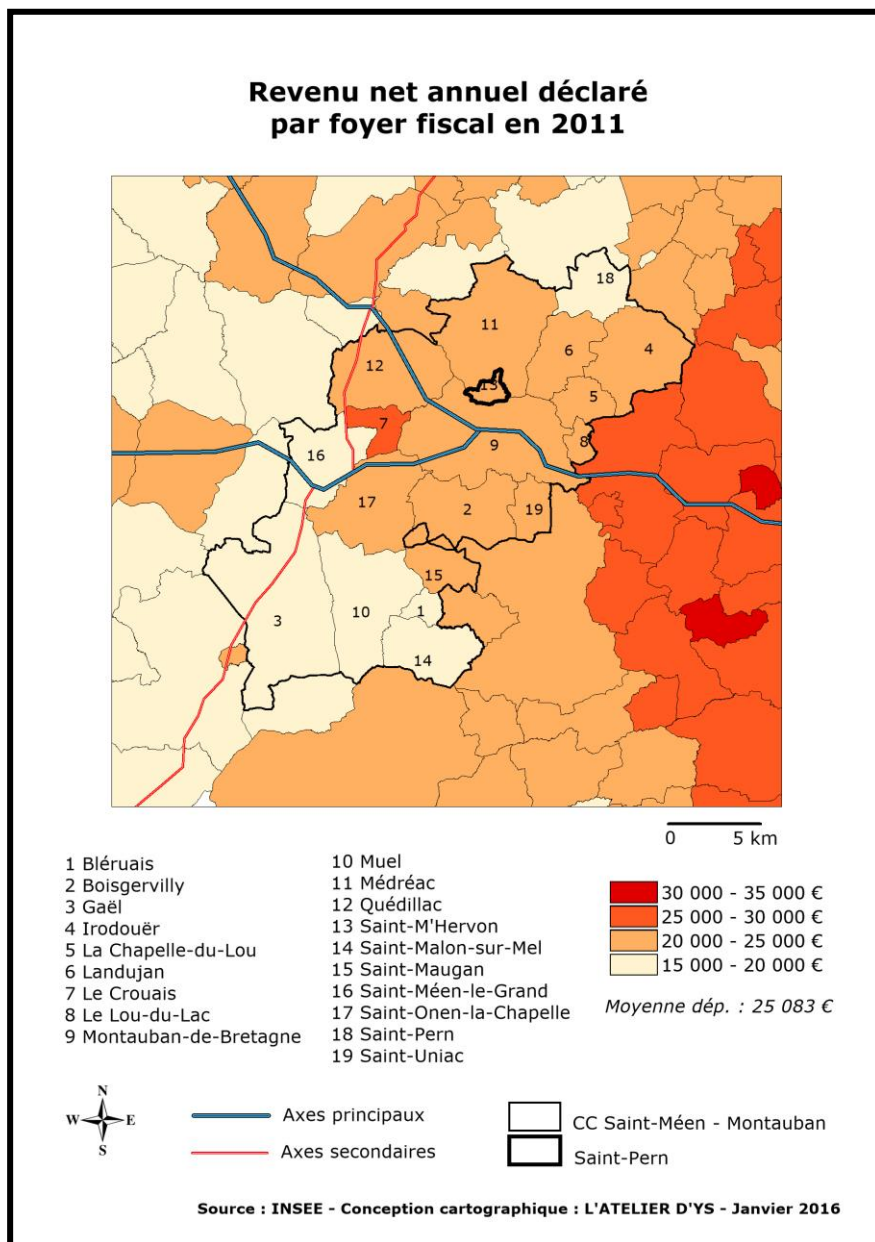 Revenu net annuel déclaré
par foyer fiscal en 2011
18
11
6
4
12
13
5
7
8
9
16
17
2
19
15
3
10
1
14
0 5 km
1 Bléruais
2 Boisgervilly
3 Gaël
4 Irodouër
5 La Chapelle-du-Lou
6 Landujan
7 Le Crouais
8 Le Lou-du-Lac
9 Montauban-de-Bretagne
10 Muel
11 Médréac
12 Quédillac
13 Saint-M'Hervon
14 Saint-Malon-sur-Mel
15 Saint-Maugan
16 Saint-Méen-le-Grand
17 Saint-Onen-la-Chapelle
18 Saint-Pern
19 Saint-Uniac
30 000 - 35 000 €
25 000 - 30 000 €
20 000 - 25 000 €
15 000 - 20 000 €
Moyenne dép. : 25 083 €
N
W E
S
Axes principaux
Axes secondaires
CC Saint-Méen - Montauban
Saint-Pern
Source : INSEE - Conception cartographique : L'ATELIER D'YS - Janvier 2016